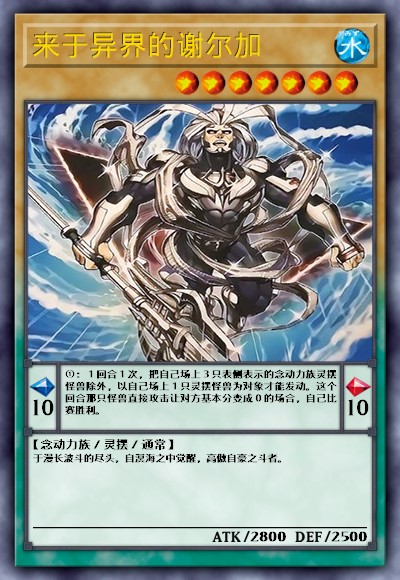 来于异界的谢尔加
水
①：1回合1次，把自己场上3只表侧表示的念动力族灵摆
怪兽除外，以自己场上1只灵摆怪兽为对象才能发动。这个
回合那只怪兽直接攻击让对方基本分变成0的场合，自己比
赛胜利。
10
10
【念动力族／灵摆／通常】
于漫长波斗的尽头，自溟海之中觉醒，高傲自豪之斗者。
ATK/2800 DEF/2500